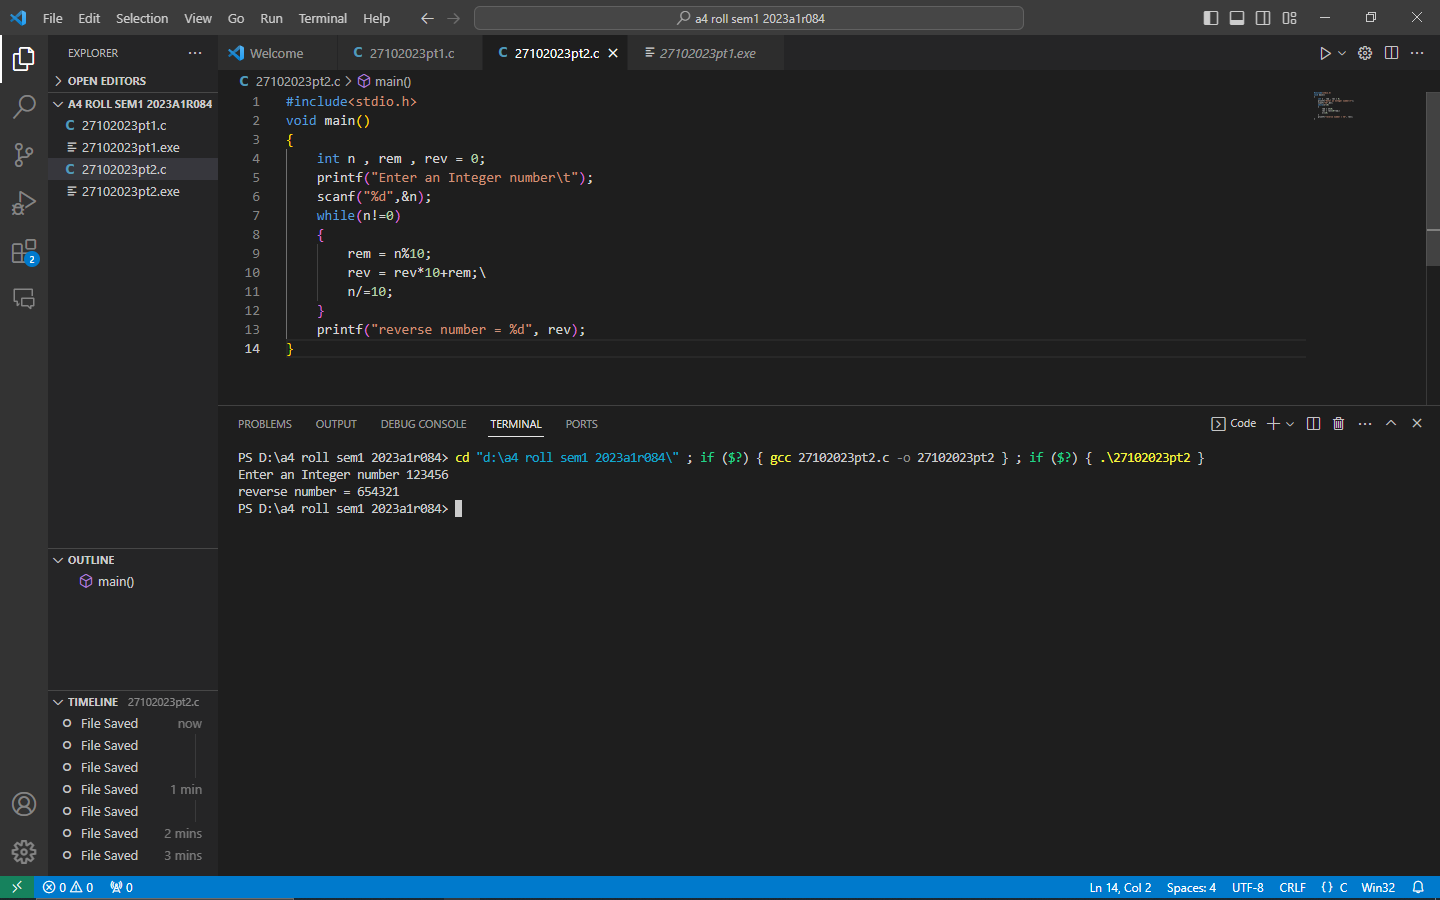 File Edit Selection View Go Run Terminal Help a4 roll sem1 2023a1r084
EXPLORER
OPEN EDITORS
A4 ROLL SEM1 2023A1R084
C 27102023pt1.c
27102023pt1.exe
C 27102023pt2.c
27102023pt2.exe
2
OUTLINE
main()
TIMELINE 27102023pt2.c
File Saved now
File Saved
File Saved
File Saved 1 min
File Saved
File Saved 2 mins
File Saved 3 mins
Welcome C 27102023pt1.c C 27102023pt2.c 27102023pt1.exe
C 27102023pt2.c > main()
1 #include<stdio.h>
2 void main()
3 {
4     int n , rem , rev = 0;
5     printf("Enter an Integer number\t");
6     scanf("%d",&n);
7     while(n!=0)
8     {
9         rem = n%10;
10         rev = rev*10+rem;\
11         n/=10;
12     }
13     printf("reverse number = %d", rev);
14 }
PROBLEMS OUTPUT DEBUG CONSOLE TERMINAL PORTS Code
PS D:\a4 roll sem1 2023a1r084> cd "d:\a4 roll sem1 2023a1r084\" ; if ($?) { gcc 27102023pt2.c -o 27102023pt2 } ; if ($?) { .\27102023pt2 }
Enter an Integer number 123456
reverse number = 654321
PS D:\a4 roll sem1 2023a1r084>
0 0 0 Ln 14, Col 2 Spaces: 4 UTF-8 CRLF {} C Win32